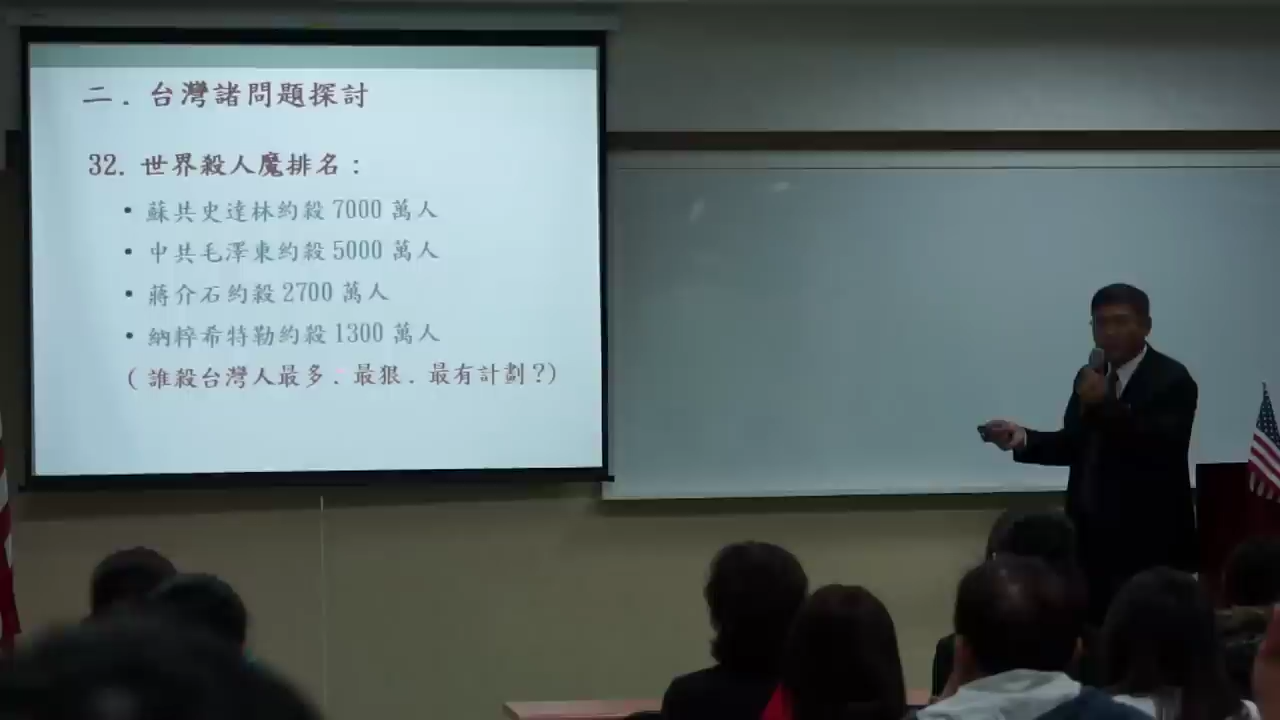 二．台灣諸問題探討
32. 世界殺人魔排名：
• 蘇共史達林約殺 7000 萬人
• 中共毛澤東約殺 5000 萬人
• 蔣介石約殺 2700 萬人
• 納粹希特勒約殺 1300 萬人
( 誰殺台灣人最多．最狠．最有計劃？)